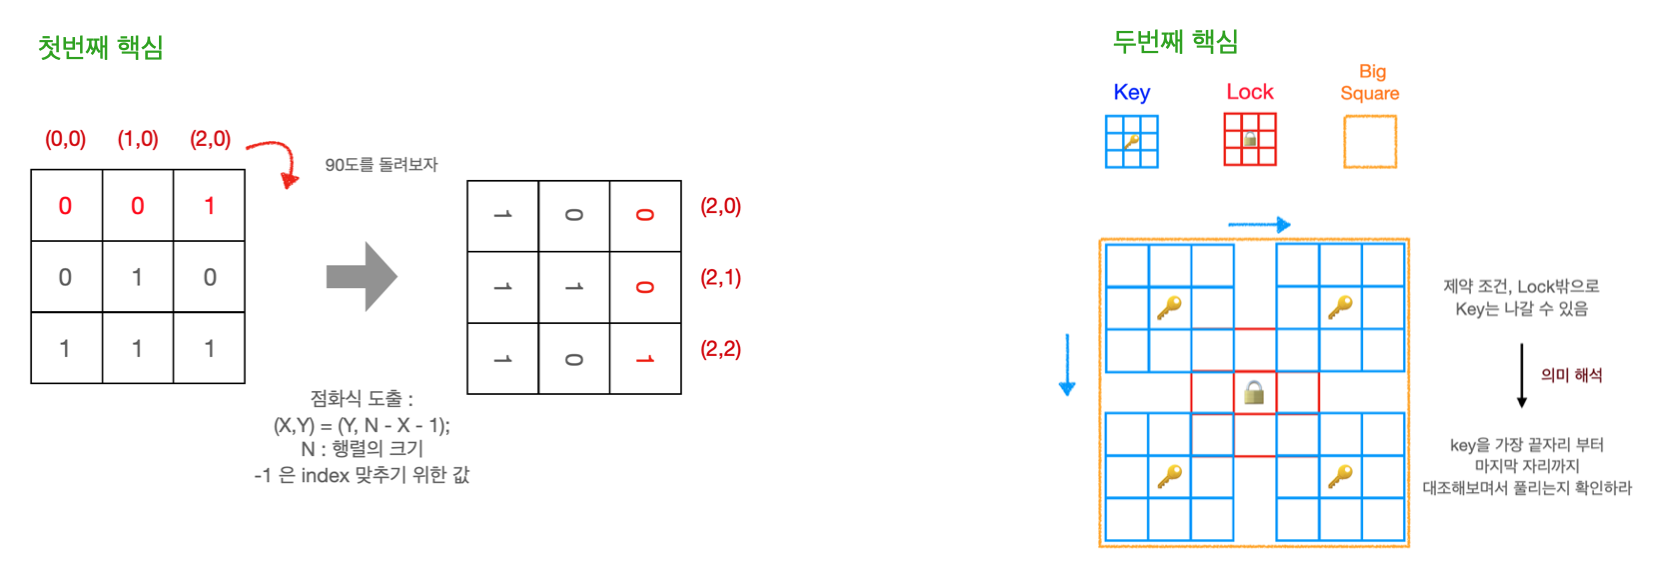 첫번째 핵심
(0,0) (1,0) (2,0)
90도를 돌려보자
0 0 1
0 1 0
1 1 1
1 0 0 (2,0)
1 1 0 (2,1)
1 0 1 (2,2)
점화식 도출 :
(X,Y) = (Y, N - X - 1);
N : 행렬의 크기
-1 은 index 맞추기 위한 값
두번째 핵심
Key
Lock
Big
Square
제약 조건, Lock밖으로
Key는 나갈 수 있음
의미 해석
key을 가장 끝자리 부터
마지막 자리까지
대조해보며서 풀리는지 확인하라